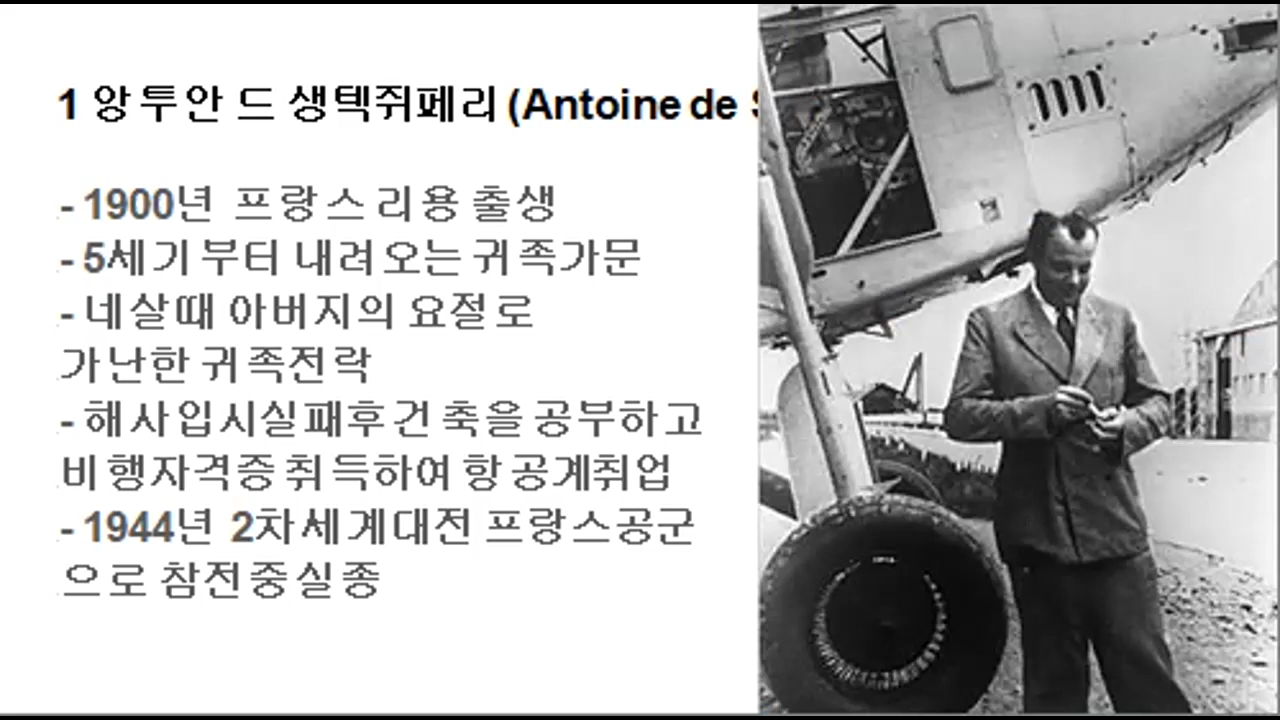 1 앙투안 드 생텍쥐페리 (Antoine de
- 1900년 프랑스 리용 출생
- 5세기 부터 내려오는 귀족가문
- 네살때 아버지의 요절로
가난한 귀족전락
- 해사입시실패후 건축을 공부하고
비행자격증 취득하여 항공계취업
- 1944년 2차세계대전 프랑스공군
으로 참전중실종